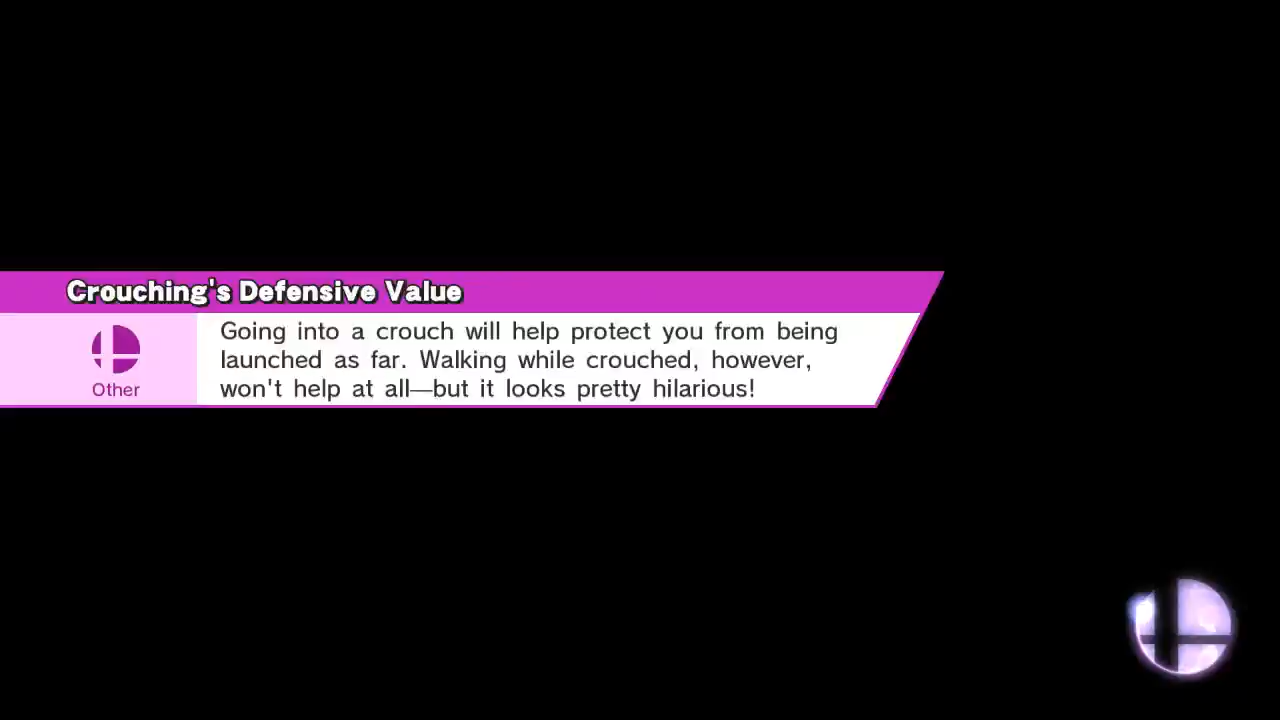 Crouching's Defensive Value
Other
Going into a crouch will help protect you from being
launched as far. Walking while crouched, however,
won't help at all—but it looks pretty hilarious!